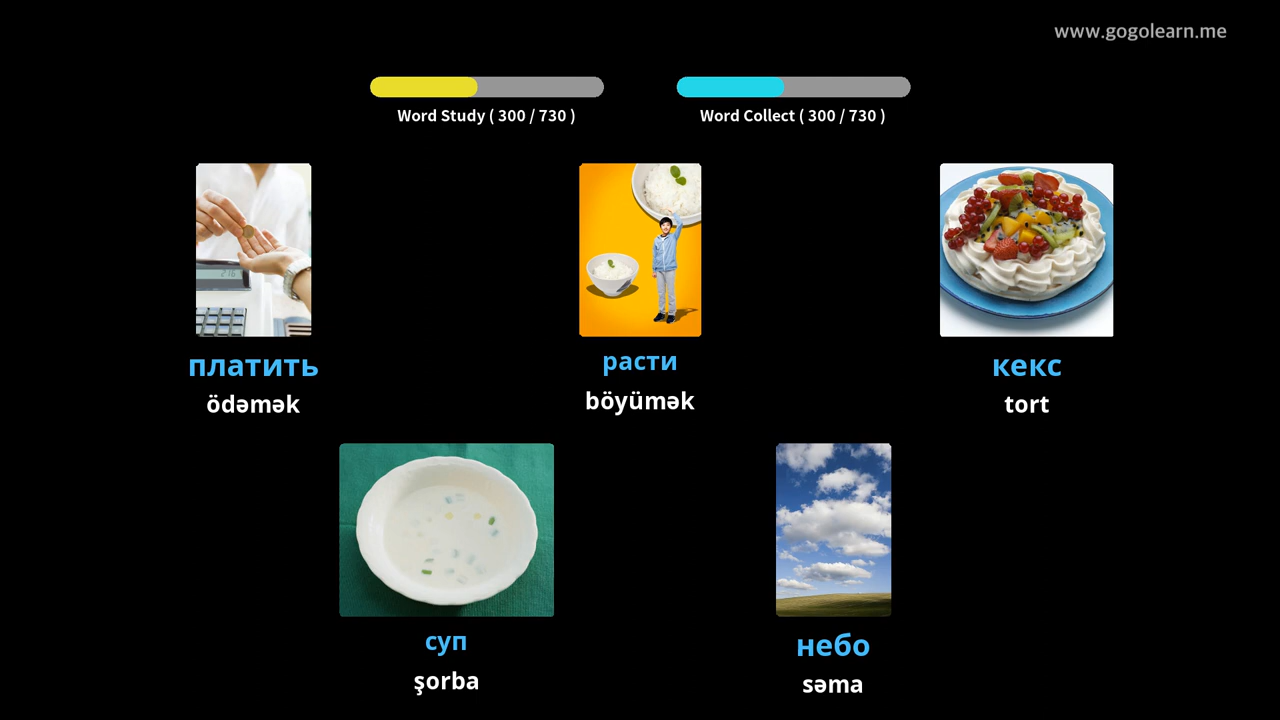 www.gogolearn.me
Word Study ( 300 / 730 )
Word Collect ( 300 / 730 )
платить
ödəmək
расти
böyümək
кекс
tort
суп
şorba
небо
səma